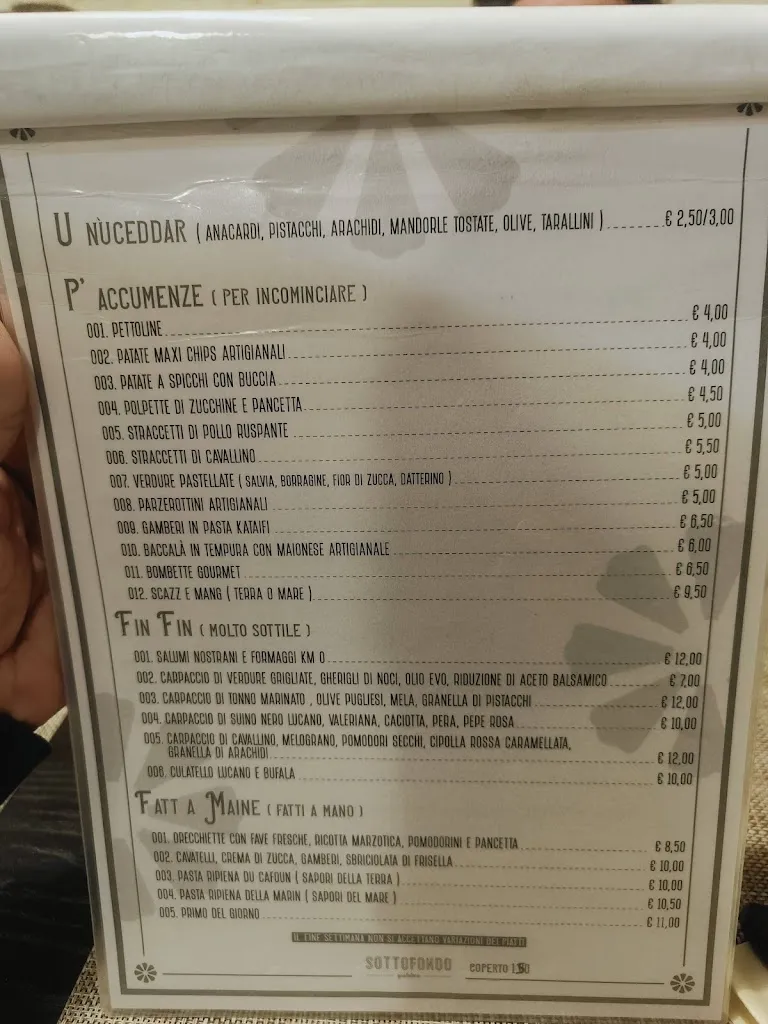 U NÙCEDDAR ( ANACARDI, PISTACCHI, ARACHIDI, MANDORLE TOSTATE, OLIVE, TARALLINI ) € 2,50/3,00
P' ACCUMENZE ( PER INCOMINCIARE )
001. PETTOLINE € 4,00
002. PATATE MAXI CHIPS ARTIGIANALI € 4,00
003. PATATE A SPICCHI CON BUCCIA € 4,00
004. POLPETTE DI ZUCCHINE E PANCETTA € 4,50
005. STRACCETTI DI POLLO RUSPANTE € 5,00
006. STRACCETTI DI CAVALLINO € 5,50
007. VERDURE PASTELLATE ( SALVIA, BORRAGINE, FIOR DI ZUCCA, DATTERINO ) € 5,00
008. PARZEROTTINI ARTIGIANALI € 5,00
009. GAMBERI IN PASTA KATAIFI € 6,50
010. BACCALÀ IN TEMPURA CON MAIONESE ARTIGIANALE € 6,00
011. BOMBETTE GOURMET € 6,50
012. SCAZZ E MANG ( TERRA O MARE ) € 9,50
FIN FIN ( MOLTO SOTTILE )
001. SALUMI NOSTRANI E FORMAGGI KM 0 € 12,00
002. CARPACCIO DI VERDURE GRIGLIATE, GHERIGLI DI NOCI, OLIO EVO, RIDUZIONE DI ACETO BALSAMICO € 7,00
003. CARPACCIO DI TONNO MARINATO , OLIVE PUGLIESI, MELA, GRANELLA DI PISTACCHI € 12,00
004. CARPACCIO DI SUINO NERO LUCANO, VALERIANA, CACIOTTA, PERA, PEPE ROSA € 10,00
005. CARPACCIO DI CAVALLINO, MELOGRANO, POMODORI SECCHI, CIPOLLA ROSSA CARAMELLATA,
GRANELLA DI ARACHIDI € 12,00
006. CULATELLO LUCANO E BUFALA € 10,00
FATT A MAINE ( FATTI A MANO )
001. ORECCHIETTE CON FAVE FRESCHE, RICOTTA MARZOTICA, POMODORINI E PANCETTA € 8,50
002. CAVATELLI, CREMA DI ZUCCA, GAMBERI, SBRICIOLATA DI FRISELLA € 10,00
003. PASTA RIPIENA DU CAFOUN ( SAPORI DELLA TERRA ) € 10,00
004. PASTA RIPIENA DELLA MARIN ( SAPORI DEL MARE ) € 10,50
005. PRIMO DEL GIORNO € 11,00
IL FINE SETTIMANA NON SI ACCETTANO VARIAZIONI DEI PIATTI
SOTTOFONDO COPERTO